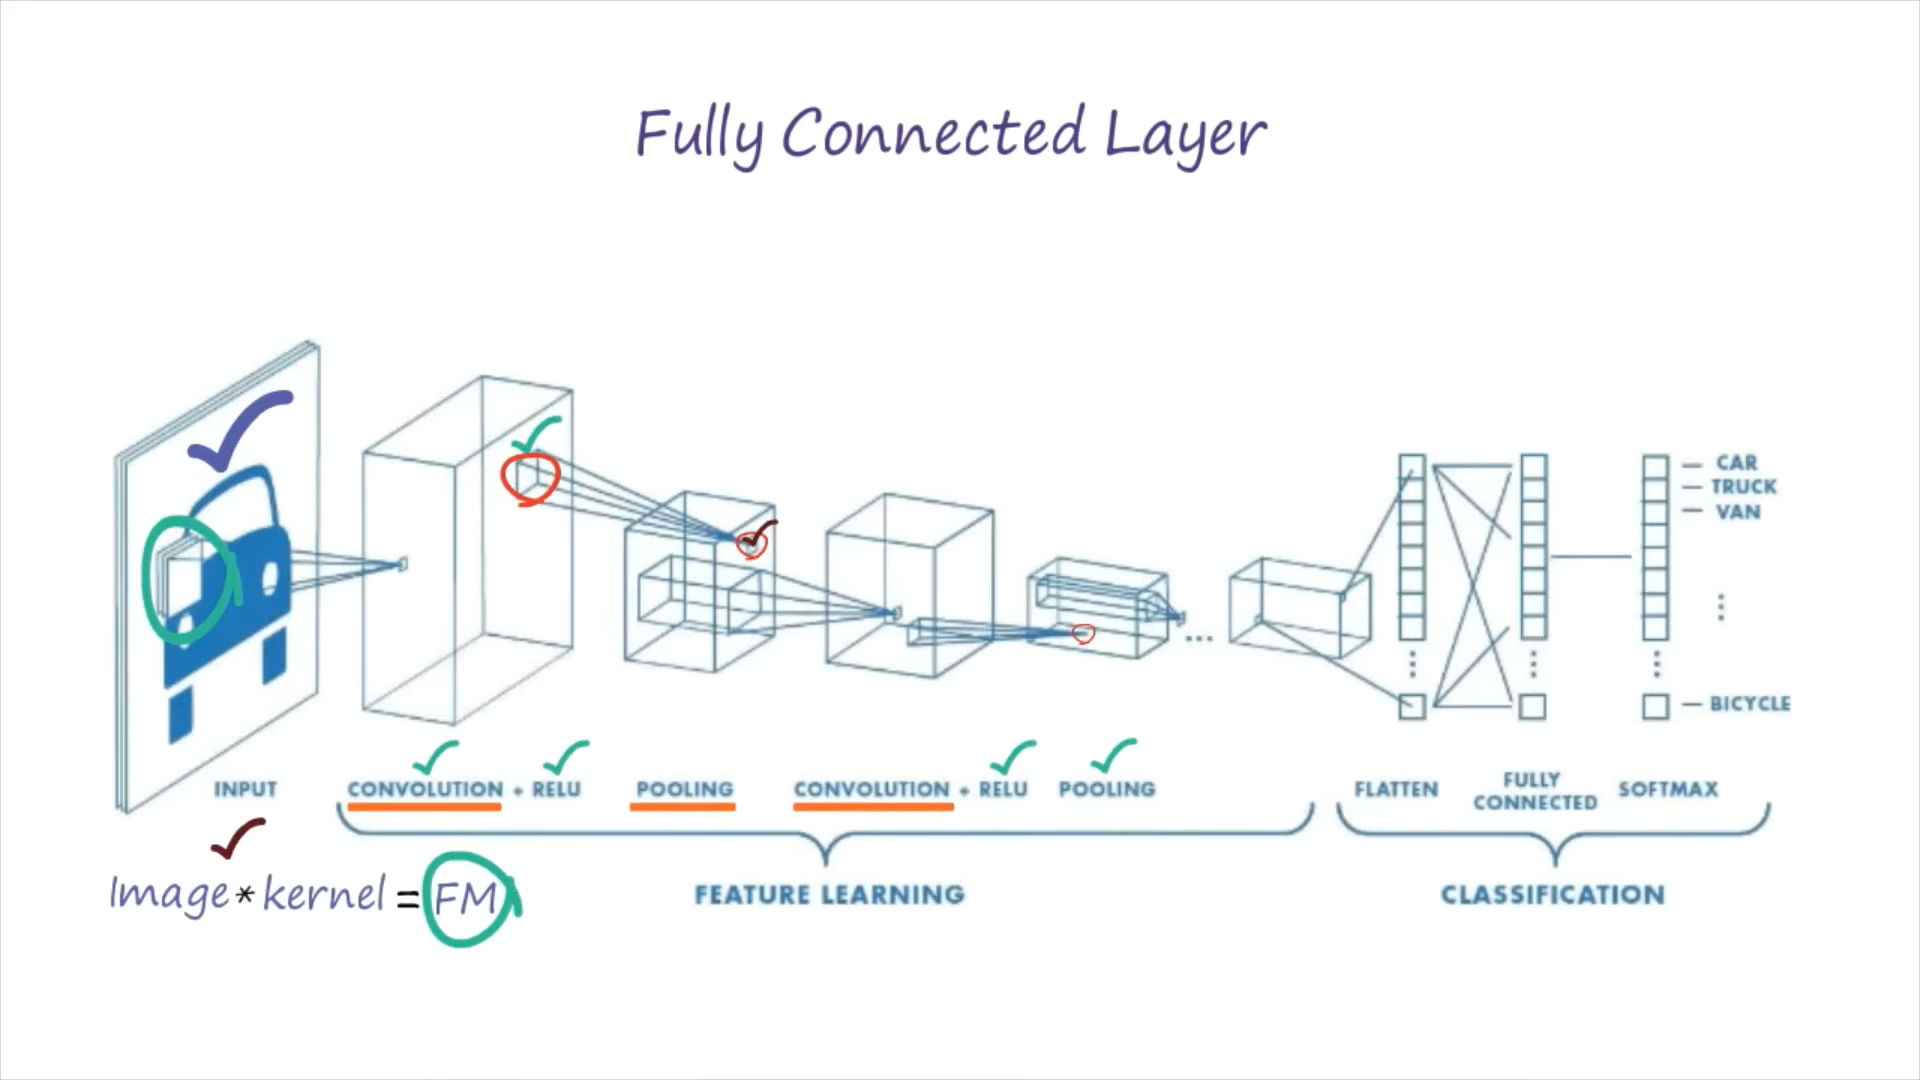 Fully Connected Layer
CAR
TRUCK
VAN
BICYCLE
INPUT
CONVOLUTION + RELU
POOLING
CONVOLUTION + RELU
POOLING
FLATTEN
FULLY
CONNECTED
SOFTMAX
Image * kernel = FM
FEATURE LEARNING
CLASSIFICATION